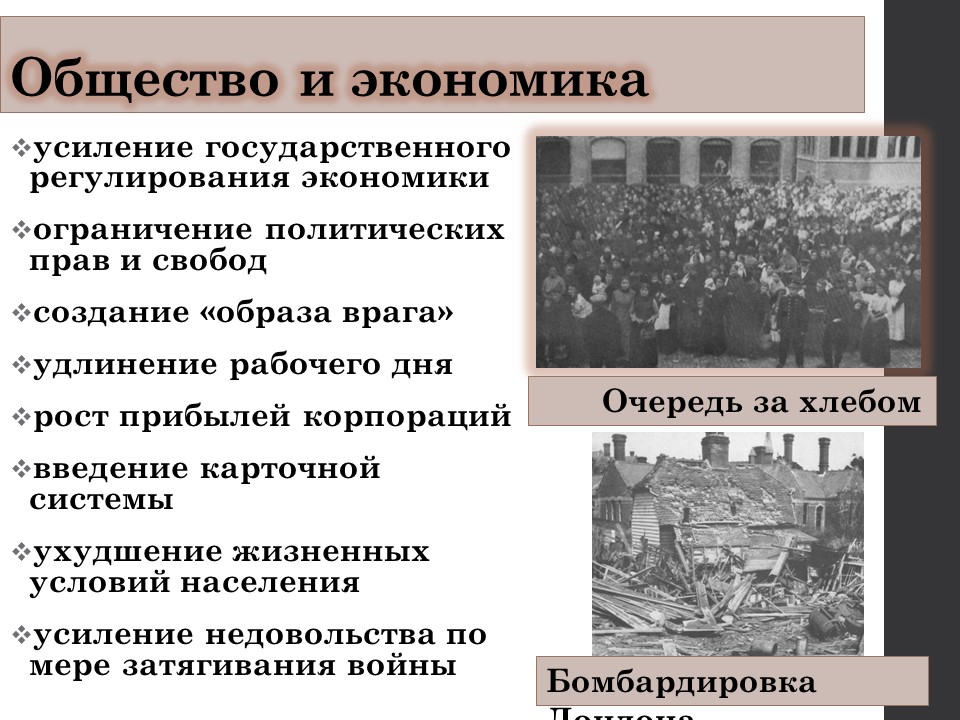 Общество и экономика
усиление государственного
регулирования экономики
ограничение политических
прав и свобод
создание «образа врага»
удлинение рабочего дня
рост прибылей корпораций
введение карточной
системы
ухудшение жизненных
условий населения
усиление недовольства по
мере затягивания войны
Очередь за хлебом
Бомбардировка
Лондона